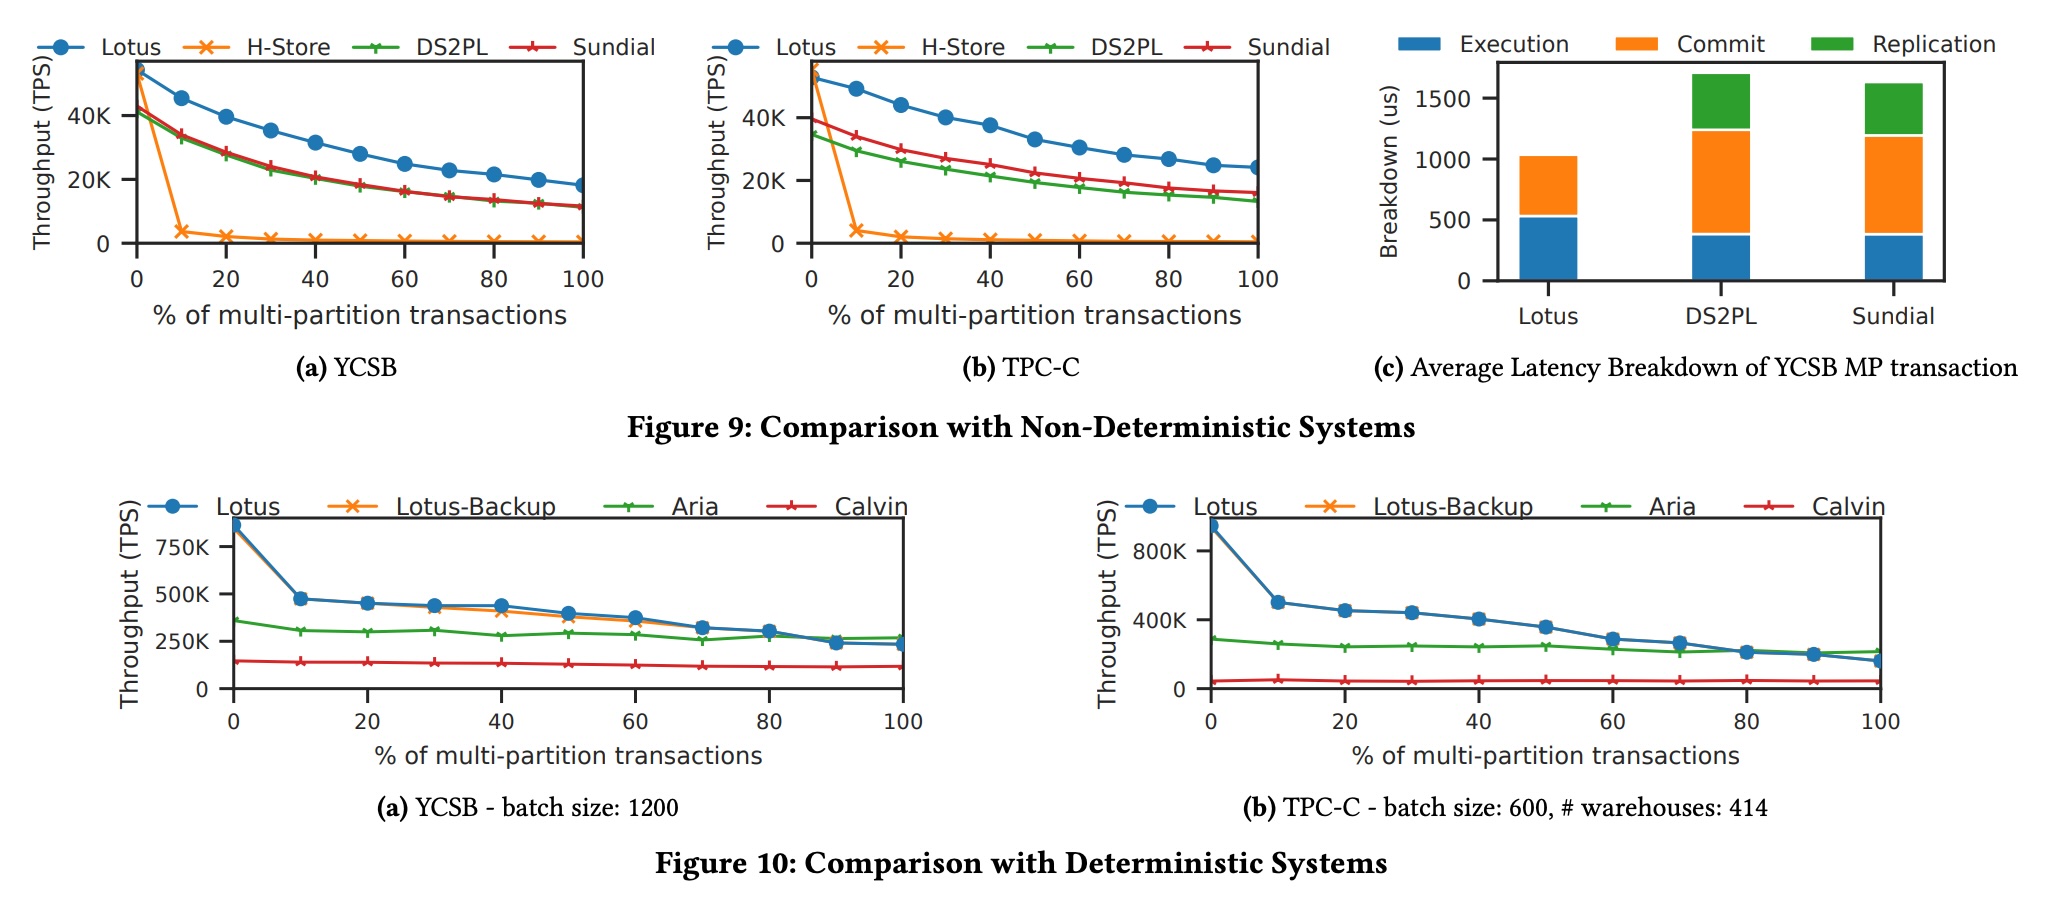 Lotus H-Store DS2PL Sundial
Throughput (TPS)
40K
20K
0
0 20 40 60 80 100
% of multi-partition transactions
(a) YCSB
Lotus H-Store DS2PL Sundial
Throughput (TPS)
40K
20K
0
0 20 40 60 80 100
% of multi-partition transactions
(b) TPC-C
Execution Commit Replication
Breakdown (us)
1500
1000
500
0
Lotus DS2PL Sundial
(c) Average Latency Breakdown of YCSB MP transaction
Figure 9: Comparison with Non-Deterministic Systems
Lotus Lotus-Backup Aria Calvin
Throughput (TPS)
750K
500K
250K
0
0 20 40 60 80 100
% of multi-partition transactions
(a) YCSB - batch size: 1200
Lotus Lotus-Backup Aria Calvin
Throughput (TPS)
800K
400K
0
0 20 40 60 80 100
% of multi-partition transactions
(b) TPC-C - batch size: 600, # warehouses: 414
Figure 10: Comparison with Deterministic Systems